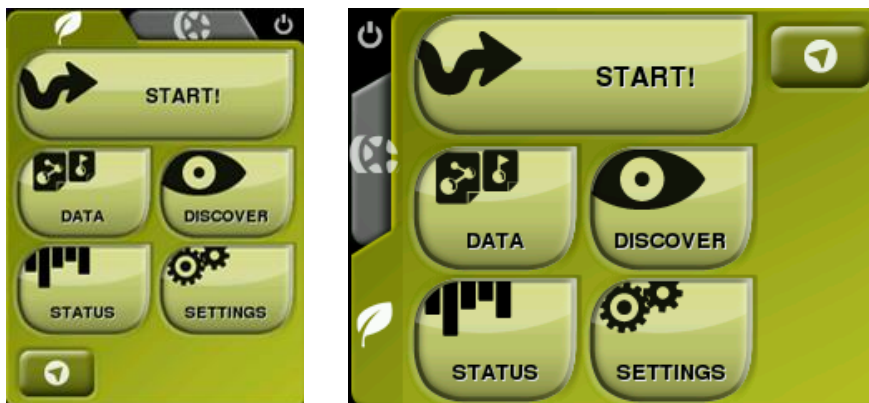 START!
DATA
DISCOVER
STATUS
SETTINGS
START!
DATA
DISCOVER
STATUS
SETTINGS